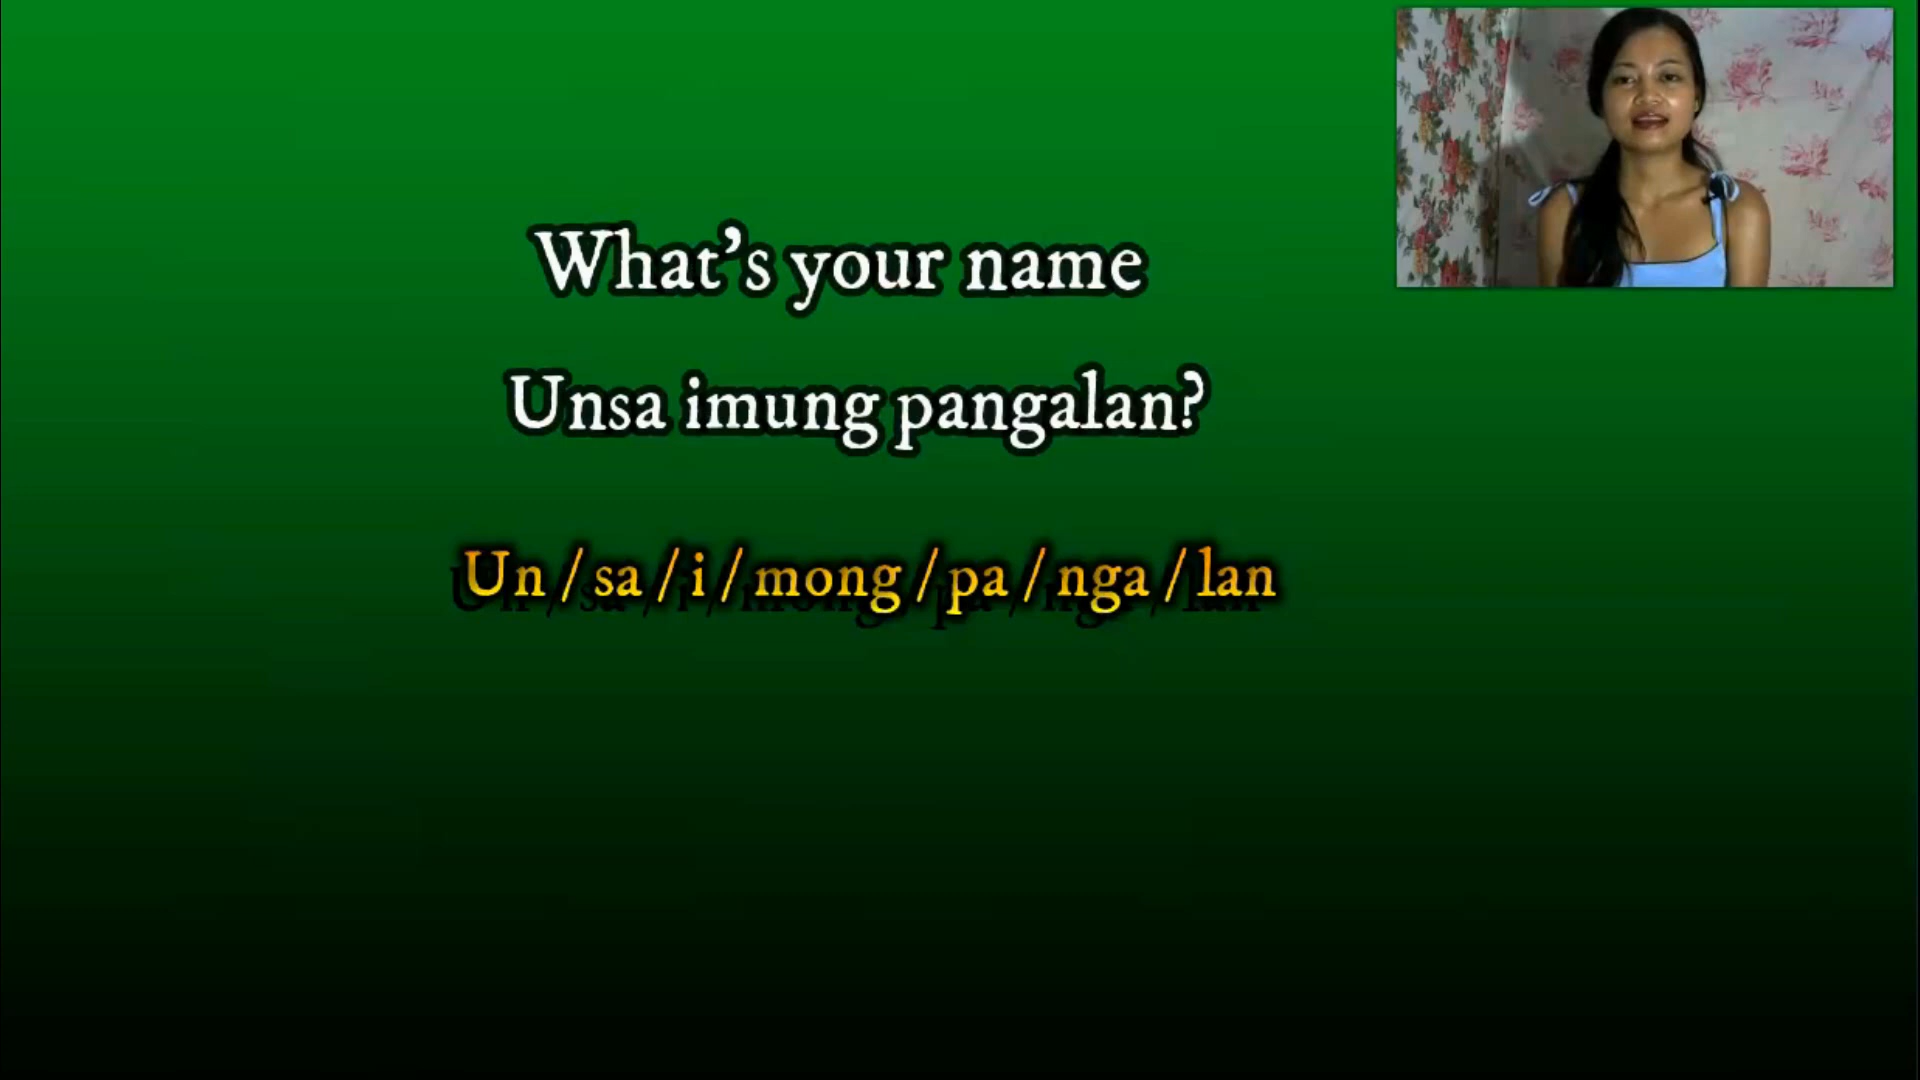 What's your name
Unsa imung pangalan?
Un / sa / i / mong / pa / nga / lan